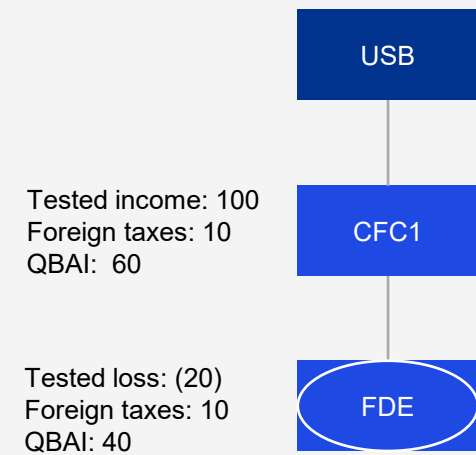 USB
Tested income: 100
Foreign taxes: 10
QBAI:  60
CFC1
Tested loss: (20)
Foreign taxes: 10
QBAI: 40
FDE